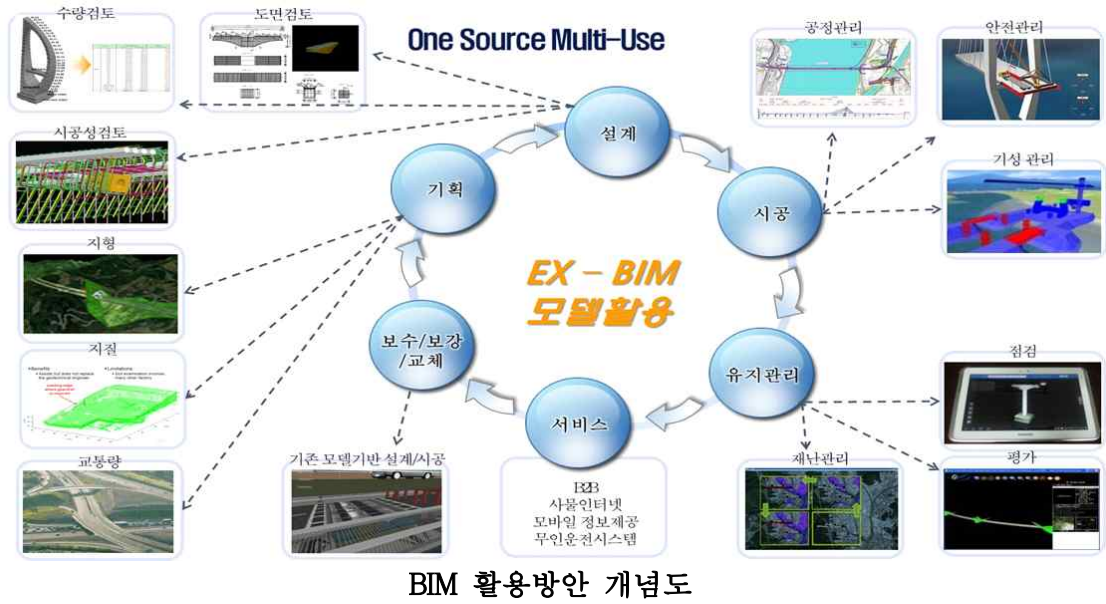 수량검토
도면검토
One Source Multi-Use
공정관리
안전관리
시공성검토
설계
기획
시공
기성 관리
지형
EX – BIM
모델활용
보수/보강
/교체
유지관리
지질
Benefits
Limitations
점검
서비스
교통량
기존 모델기반 설계/시공
B2B
사물인터넷
모바일 정보제공
무인운전시스템
재난관리
평가
BIM 활용방안 개념도